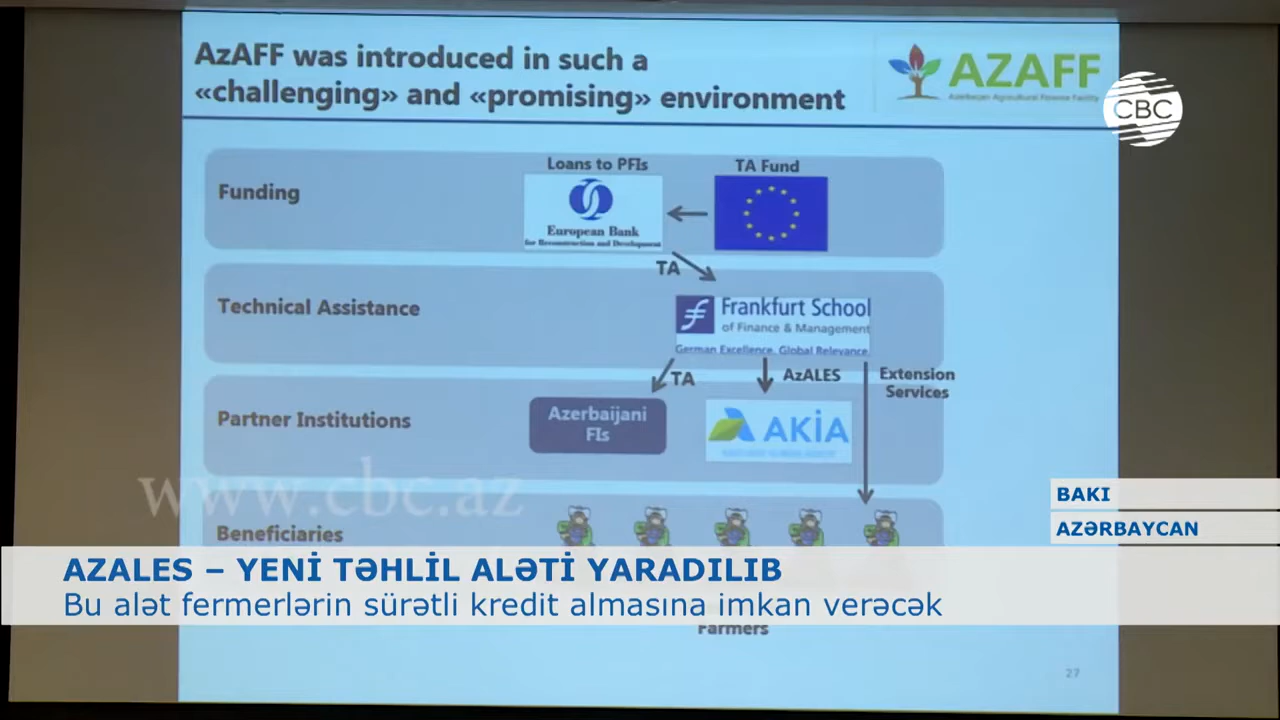 AzAFF was introduced in such a
«challenging» and «promising» environment
AZAFF
Azerbaijan Agricultural Finance Facility
CBC
Funding
Loans to PFIs
TA Fund
European Bank
for Reconstruction and Development
TA
Technical Assistance
Frankfurt School
of Finance & Management
German Excellence. Global Relevance.
TA
AzALES
Extension
Services
Partner Institutions
Azerbaijani
FIs
AKİA
www.cbc.az
Beneficiaries
BAKI
AZƏRBAYCAN
AZALES – YENİ TƏHLİL ALƏTİ YARADILIB
Bu alət fermerlərin sürətli kredit almasına imkan verəcək
Farmers
27